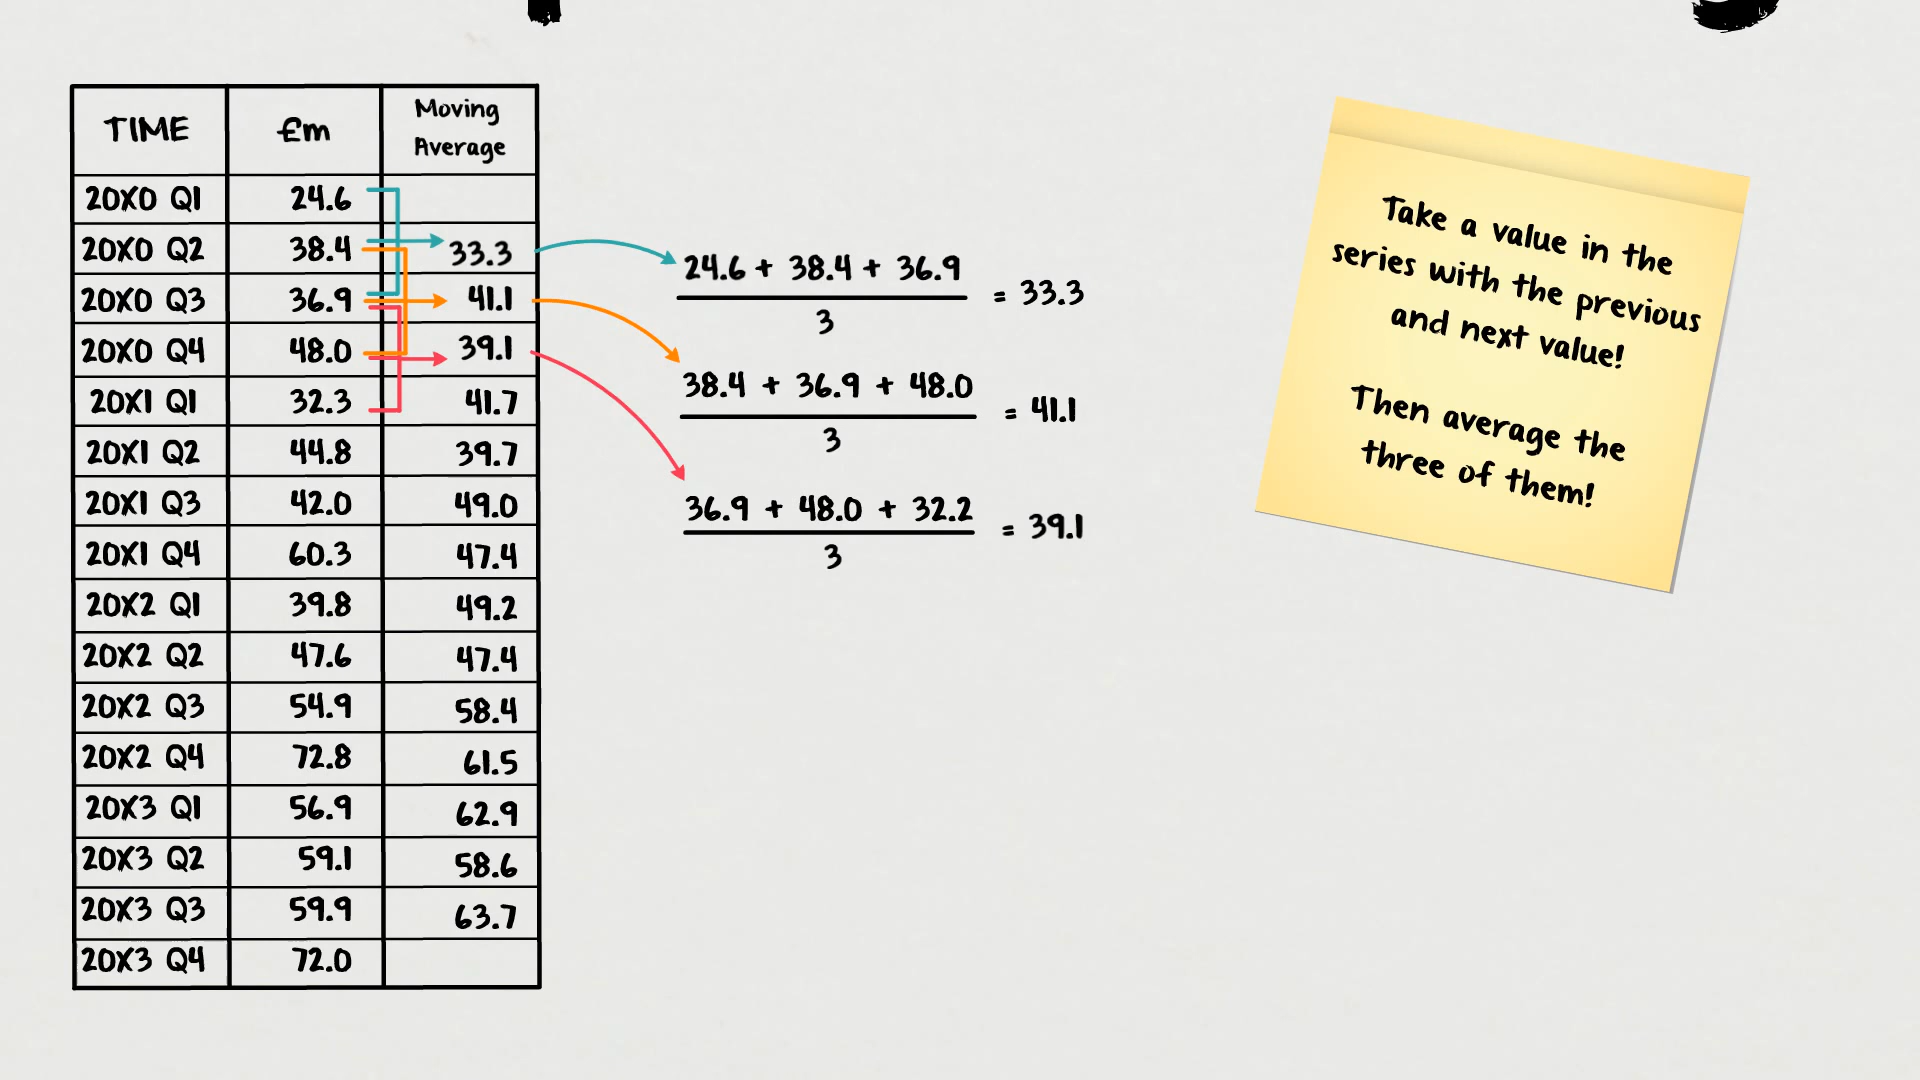 TIME £m Moving Average
20X0 Q1 24.6
20X0 Q2 38.4 33.3
20X0 Q3 36.9 41.1
20X0 Q4 48.0 39.1
20X1 Q1 32.3 41.7
20X1 Q2 44.8 39.7
20X1 Q3 42.0 49.0
20X1 Q4 60.3 47.4
20X2 Q1 39.8 49.2
20X2 Q2 47.6 47.4
20X2 Q3 54.9 58.4
20X2 Q4 72.8 61.5
20X3 Q1 56.9 62.9
20X3 Q2 59.1 58.6
20X3 Q3 59.9 63.7
20X3 Q4 72.0
24.6 + 38.4 + 36.9
3
= 33.3
38.4 + 36.9 + 48.0
3
= 41.1
36.9 + 48.0 + 32.2
3
= 39.1
Take a value in the
series with the previous
and next value!
Then average the
three of them!